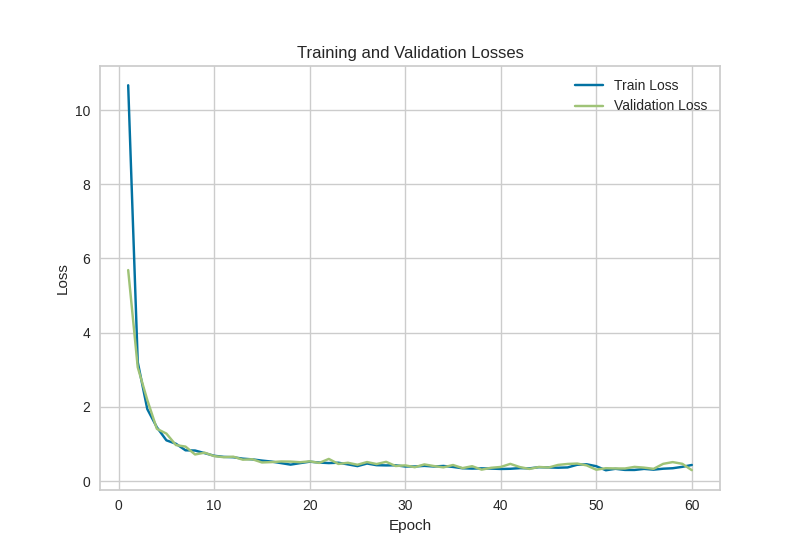 Training and Validation Losses
Train Loss
Validation Loss
10
8
6
4
2
0
Loss
0 10 20 30 40 50 60
Epoch